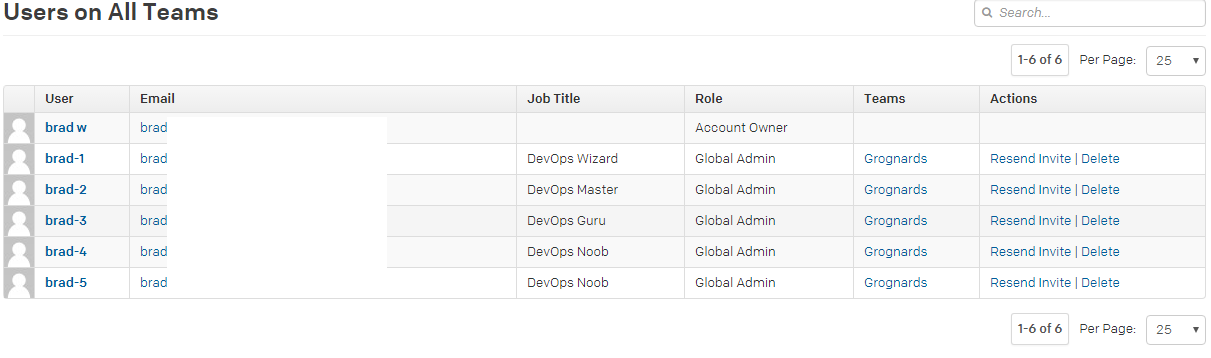 Users on All Teams
Search...
1-6 of 6 Per Page: 25
User Email Job Title Role Teams Actions
brad w brad Account Owner
brad-1 brad DevOps Wizard Global Admin Grognards Resend Invite | Delete
brad-2 brad DevOps Master Global Admin Grognards Resend Invite | Delete
brad-3 brad DevOps Guru Global Admin Grognards Resend Invite | Delete
brad-4 brad DevOps Noob Global Admin Grognards Resend Invite | Delete
brad-5 brad DevOps Noob Global Admin Grognards Resend Invite | Delete
1-6 of 6 Per Page: 25